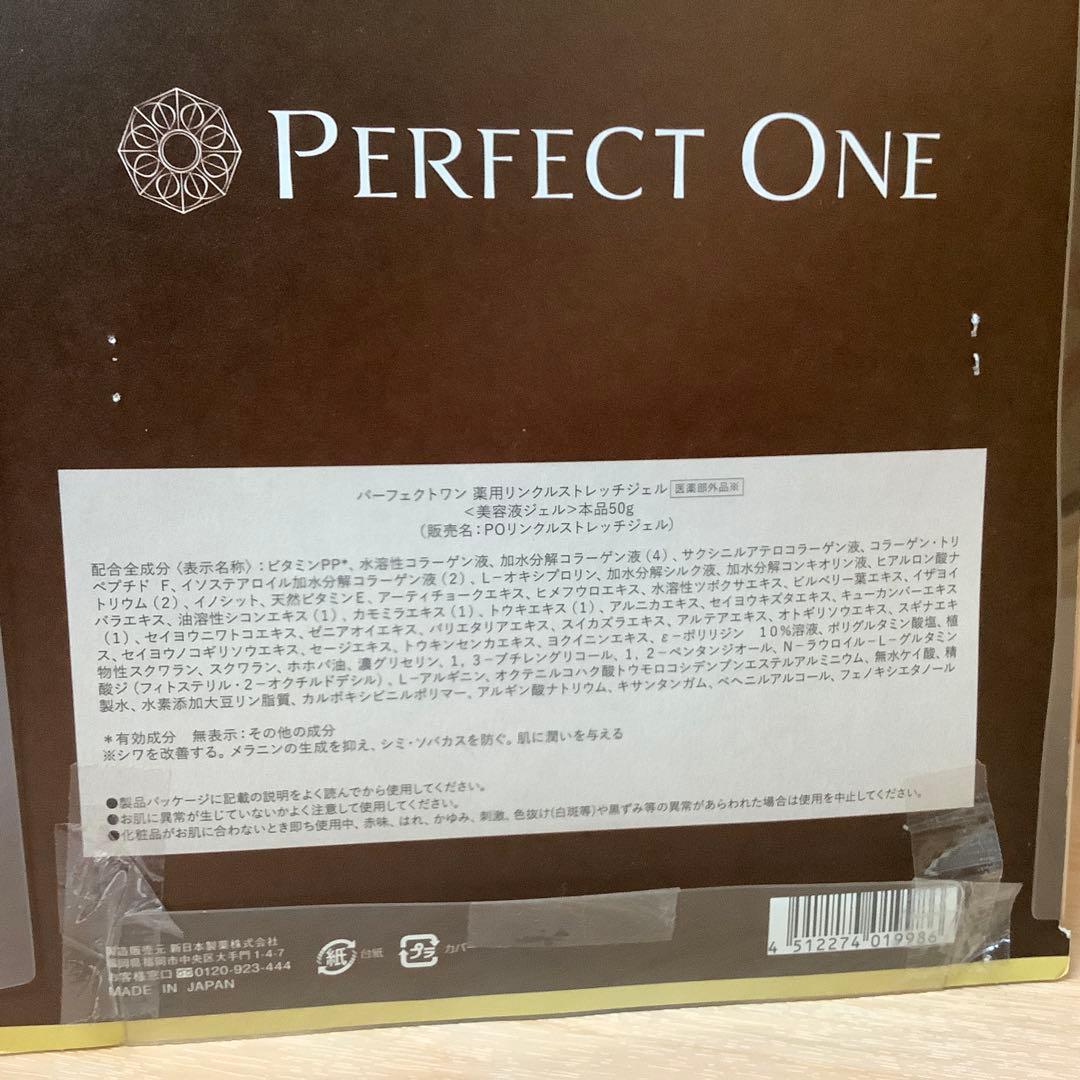 PERFECT ONE
パーフェクトワン 薬用リンクルストレッチジェル 医薬部外品※
＜美容液ジェル＞本品50g
（販売名：POリンクルストレッチジェル）
配合全成分〈表示名称〉：ビタミンPP*、水溶性コラーゲン液、加水分解コラーゲン液（4）、サクシニルアテロコラーゲン液、コラーゲン・トリ
ペプチド F、イソステアロイル加水分解コラーゲン液（2）、L－オキシプロリン、加水分解シルク液、加水分解コンキオリン液、ヒアルロン酸ナ
トリウム（2）、イノシット、天然ビタミンE、アーティチョークエキス、ヒメフウロエキス、水溶性ツボクサエキス、ビルベリー葉エキス、イザヨイ
バラエキス、油溶性シコンエキス（1）、カモミラエキス（1）、トウキエキス（1）、アルニカエキス、セイヨウキズタエキス、キューカンバーエキス
（1）、セイヨウニワトコエキス、ゼニアオイエキス、パリエタリアエキス、スイカズラエキス、アルテアエキス、オトギリソウエキス、スギナエキ
ス、セイヨウノコギリソウエキス、セージエキス、トウキンセンカエキス、ヨクイニンエキス、ε－ポリリジン 10％溶液、ポリグルタミン酸塩、植
物性スクワラン、スクワラン、ホホバ油、濃グリセリン、1，3－ブチレングリコール、1，2－ペンタンジオール、N－ラウロイル－L－グルタミン
酸ジ（フィトステリル・2－オクチルドデシル）、L－アルギニン、オクテニルコハク酸トウモロコシデンプンエステルアルミニウム、無水ケイ酸、精
製水、水素添加大豆リン脂質、カルボキシビニルポリマー、アルギン酸ナトリウム、キサンタンガム、ベヘニルアルコール、フェノキシエタノール
＊有効成分 無表示：その他の成分
※シワを改善する。メラニンの生成を抑え、シミ・ソバカスを防ぐ。肌に潤いを与える
●製品パッケージに記載の説明をよく読んでから使用してください。
●お肌に異常が生じていないかよく注意して使用してください。
●化粧品がお肌に合わないとき即ち使用中、赤味、はれ、かゆみ、刺激、色抜け(白斑等)や黒ずみ等の異常があらわれた場合は使用を中止してください。
製造販売元 新日本製薬株式会社
福岡県福岡市中央区大手門 1-4-7
お客様窓口 0120-923-444
MADE IN JAPAN
紙 台紙
プラ カバー
4 512274 019986